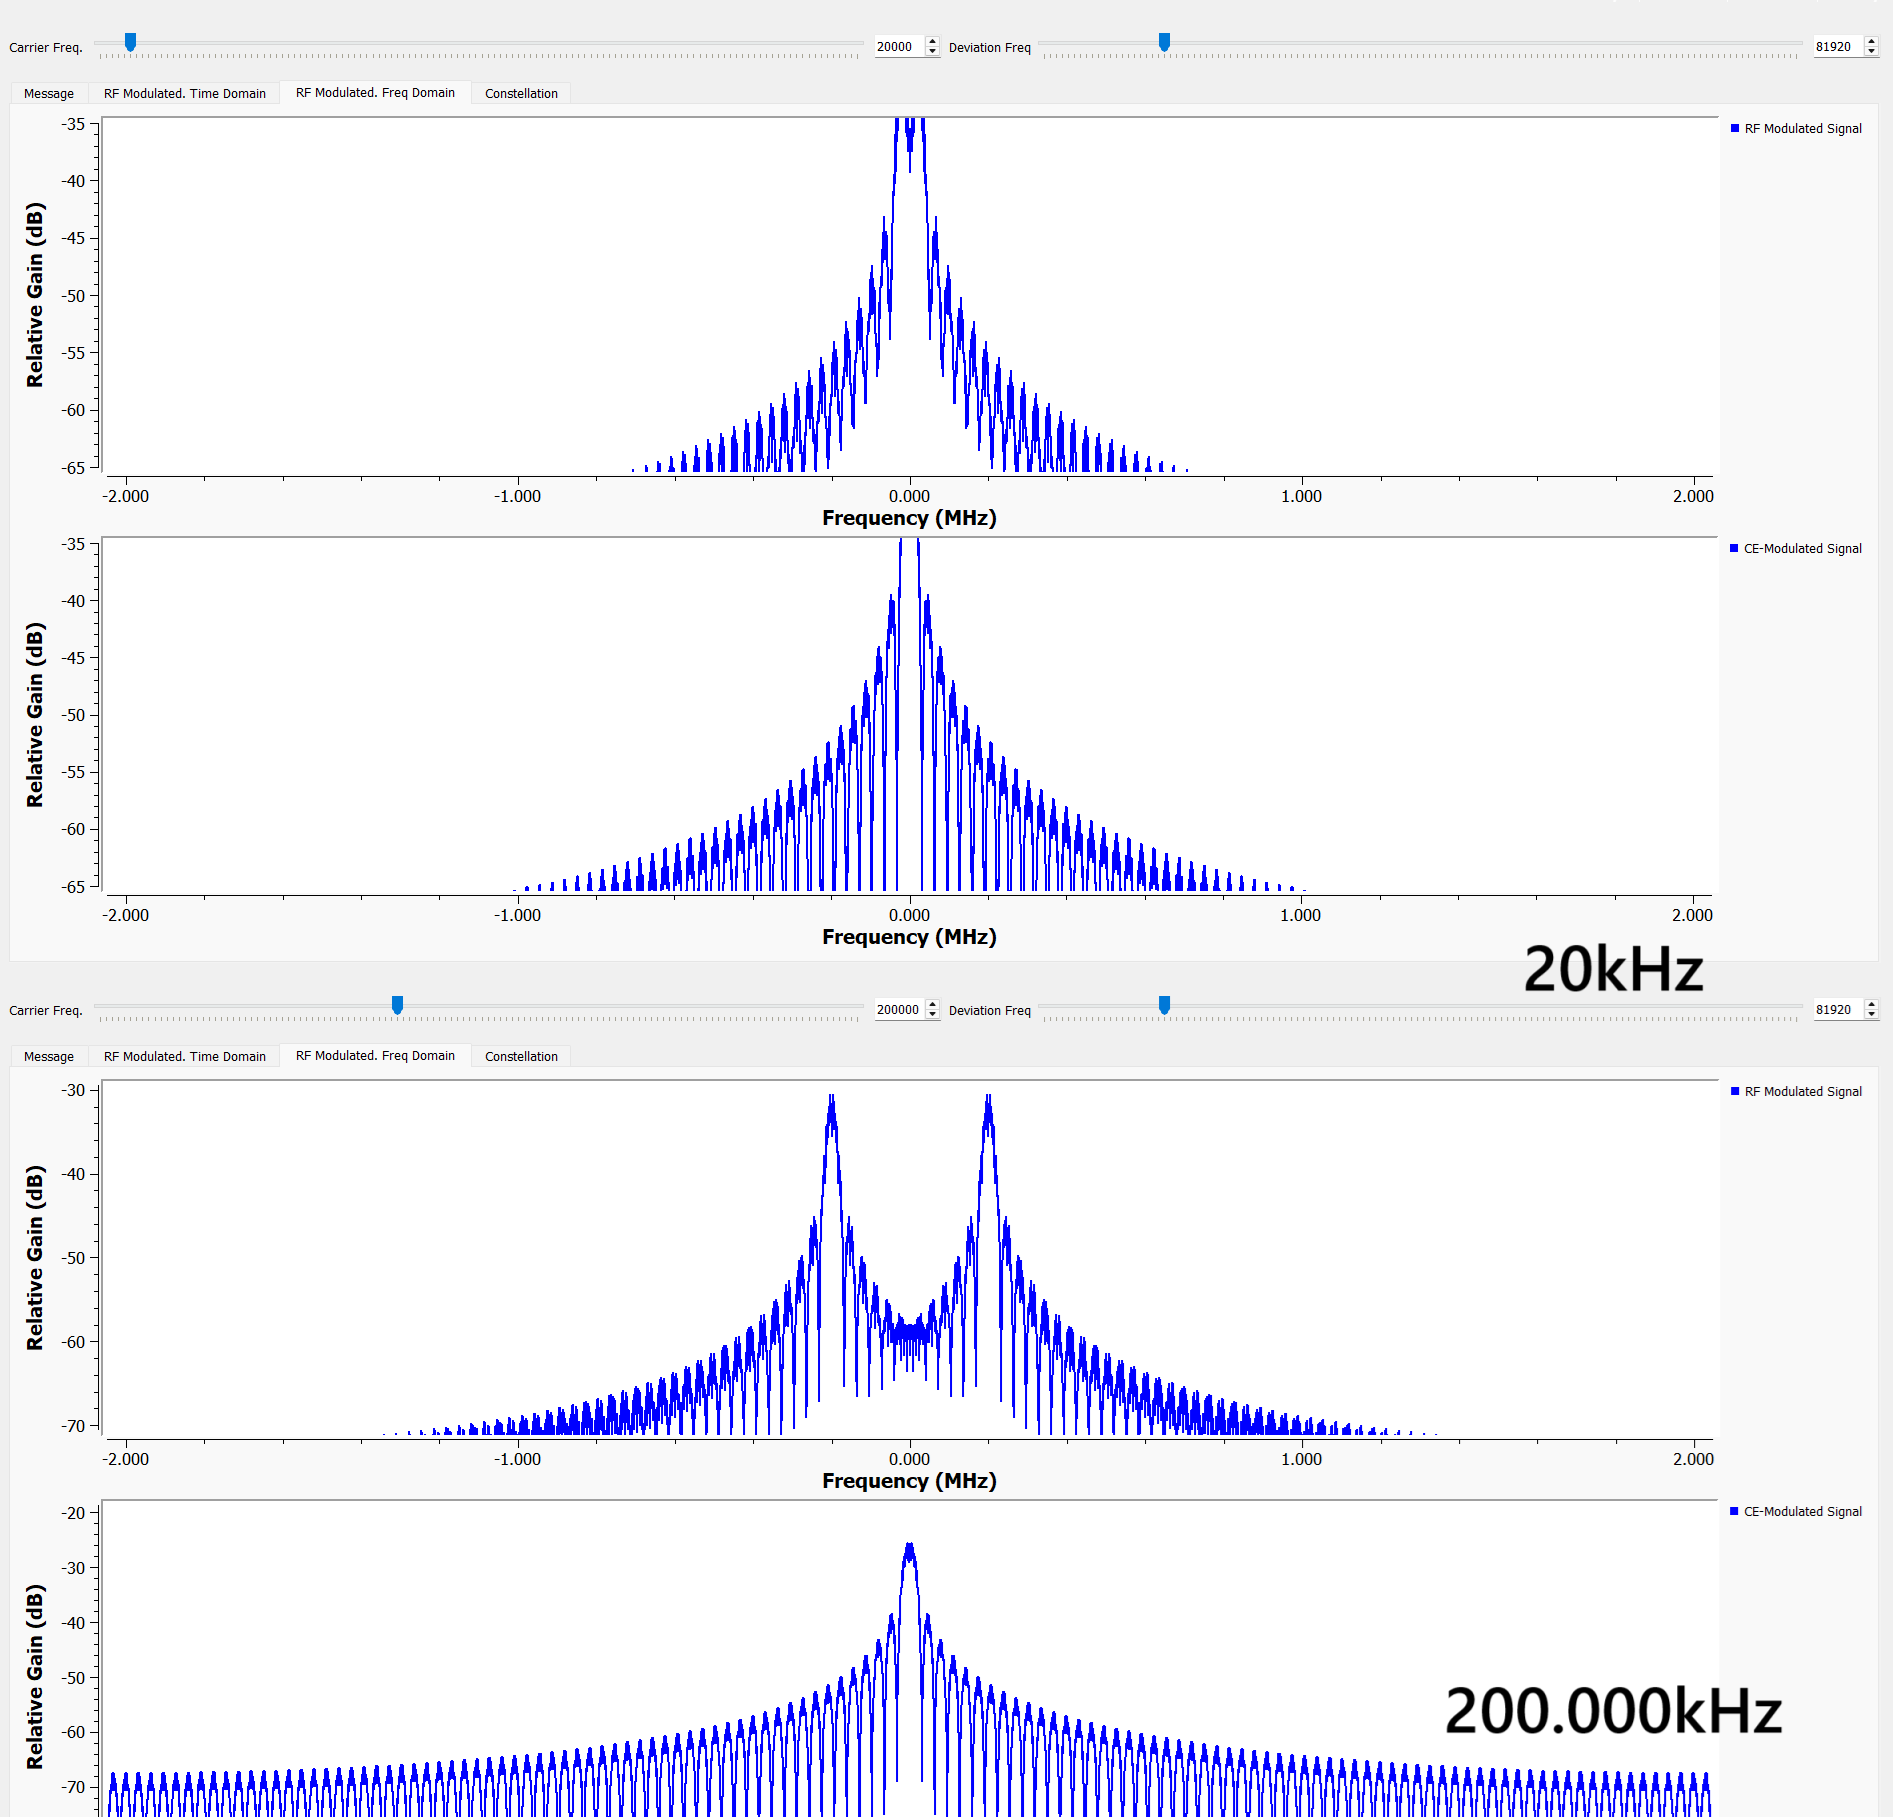 Carrier Freq. 20000 Deviation Freq 81920
Message RF Modulated. Time Domain RF Modulated. Freq Domain Constellation
RF Modulated Signal
Relative Gain (dB)
-35
-40
-45
-50
-55
-60
-65
-2.000 -1.000 0.000 1.000 2.000
Frequency (MHz)
CE-Modulated Signal
Relative Gain (dB)
-35
-40
-45
-50
-55
-60
-65
-2.000 -1.000 0.000 1.000 2.000
Frequency (MHz)
20kHz
Carrier Freq. 200000 Deviation Freq 81920
Message RF Modulated. Time Domain RF Modulated. Freq Domain Constellation
RF Modulated Signal
Relative Gain (dB)
-30
-40
-50
-60
-70
-2.000 -1.000 0.000 1.000 2.000
Frequency (MHz)
CE-Modulated Signal
Relative Gain (dB)
-20
-30
-40
-50
-60
-70
200.000kHz